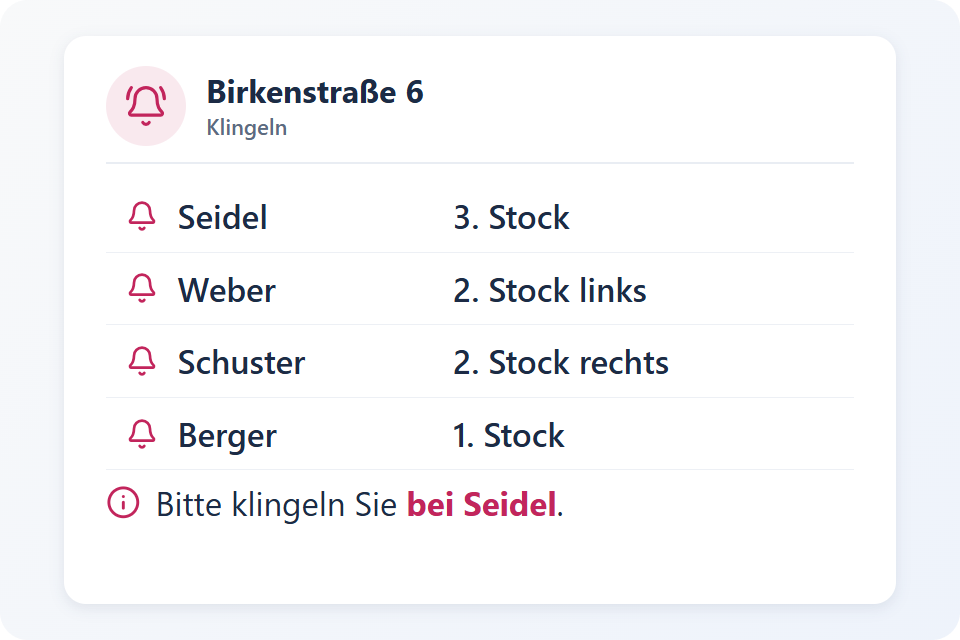 Birkenstraße 6
Klingeln
Seidel 3. Stock
Weber 2. Stock links
Schuster 2. Stock rechts
Berger 1. Stock
Bitte klingeln Sie bei Seidel.